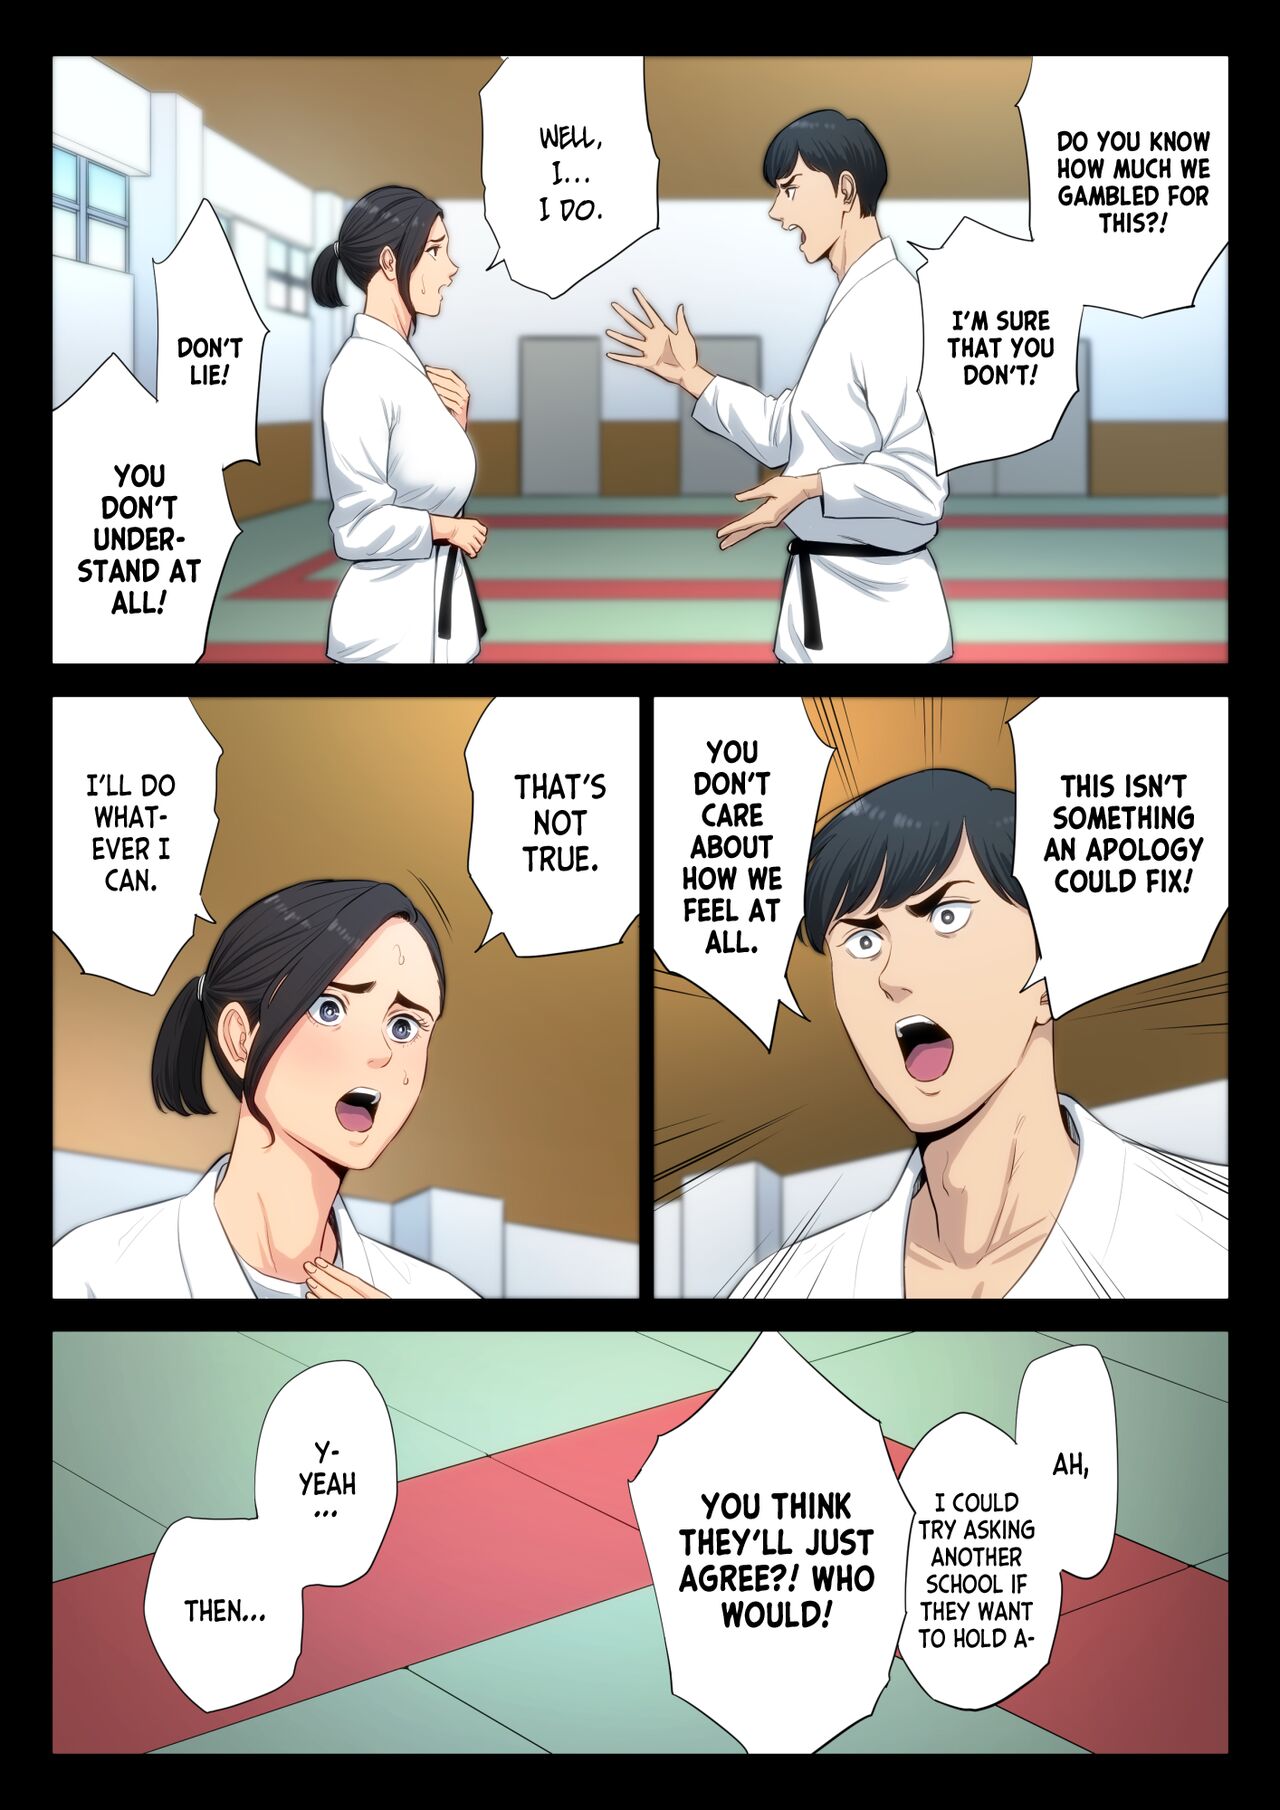 DO YOU KNOW
HOW MUCH WE
GAMBLED FOR
THIS?!
I'M SURE
THAT YOU
DON'T!
WELL,
I...
I DO.
DON'T
LIE!
YOU
DON'T
UNDER-
STAND AT
ALL!
THIS ISN'T
SOMETHING
AN APOLOGY
COULD FIX!
YOU
DON'T
CARE
ABOUT
HOW WE
FEEL AT
ALL.
THAT'S
NOT
TRUE.
I'LL DO
WHAT-
EVER I
CAN.
AH,
I COULD
TRY ASKING
ANOTHER
SCHOOL IF
THEY WANT
TO HOLD A-
YOU THINK
THEY'LL JUST
AGREE?! WHO
WOULD!
Y-
YEAH
...
THEN...